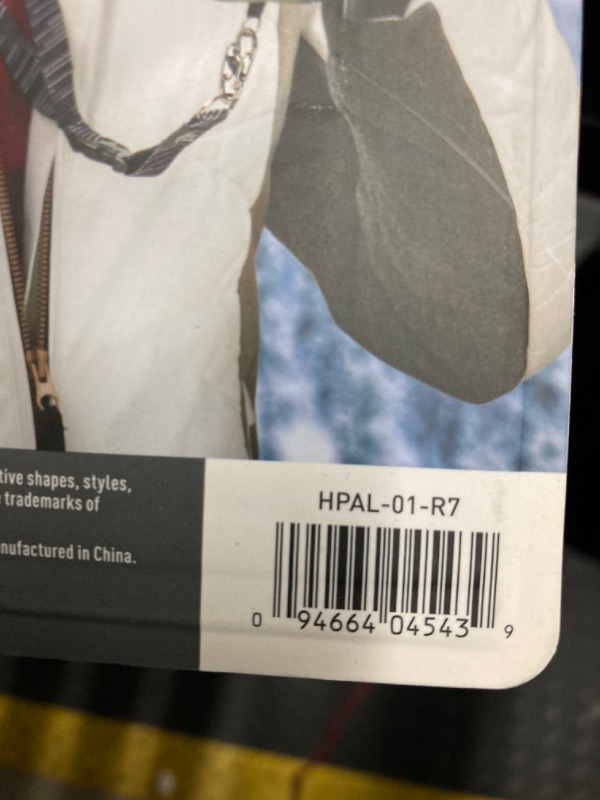 tive shapes, styles,
trademarks of
nufactured in China.
HPAL-01-R7
0 94664 04543 9